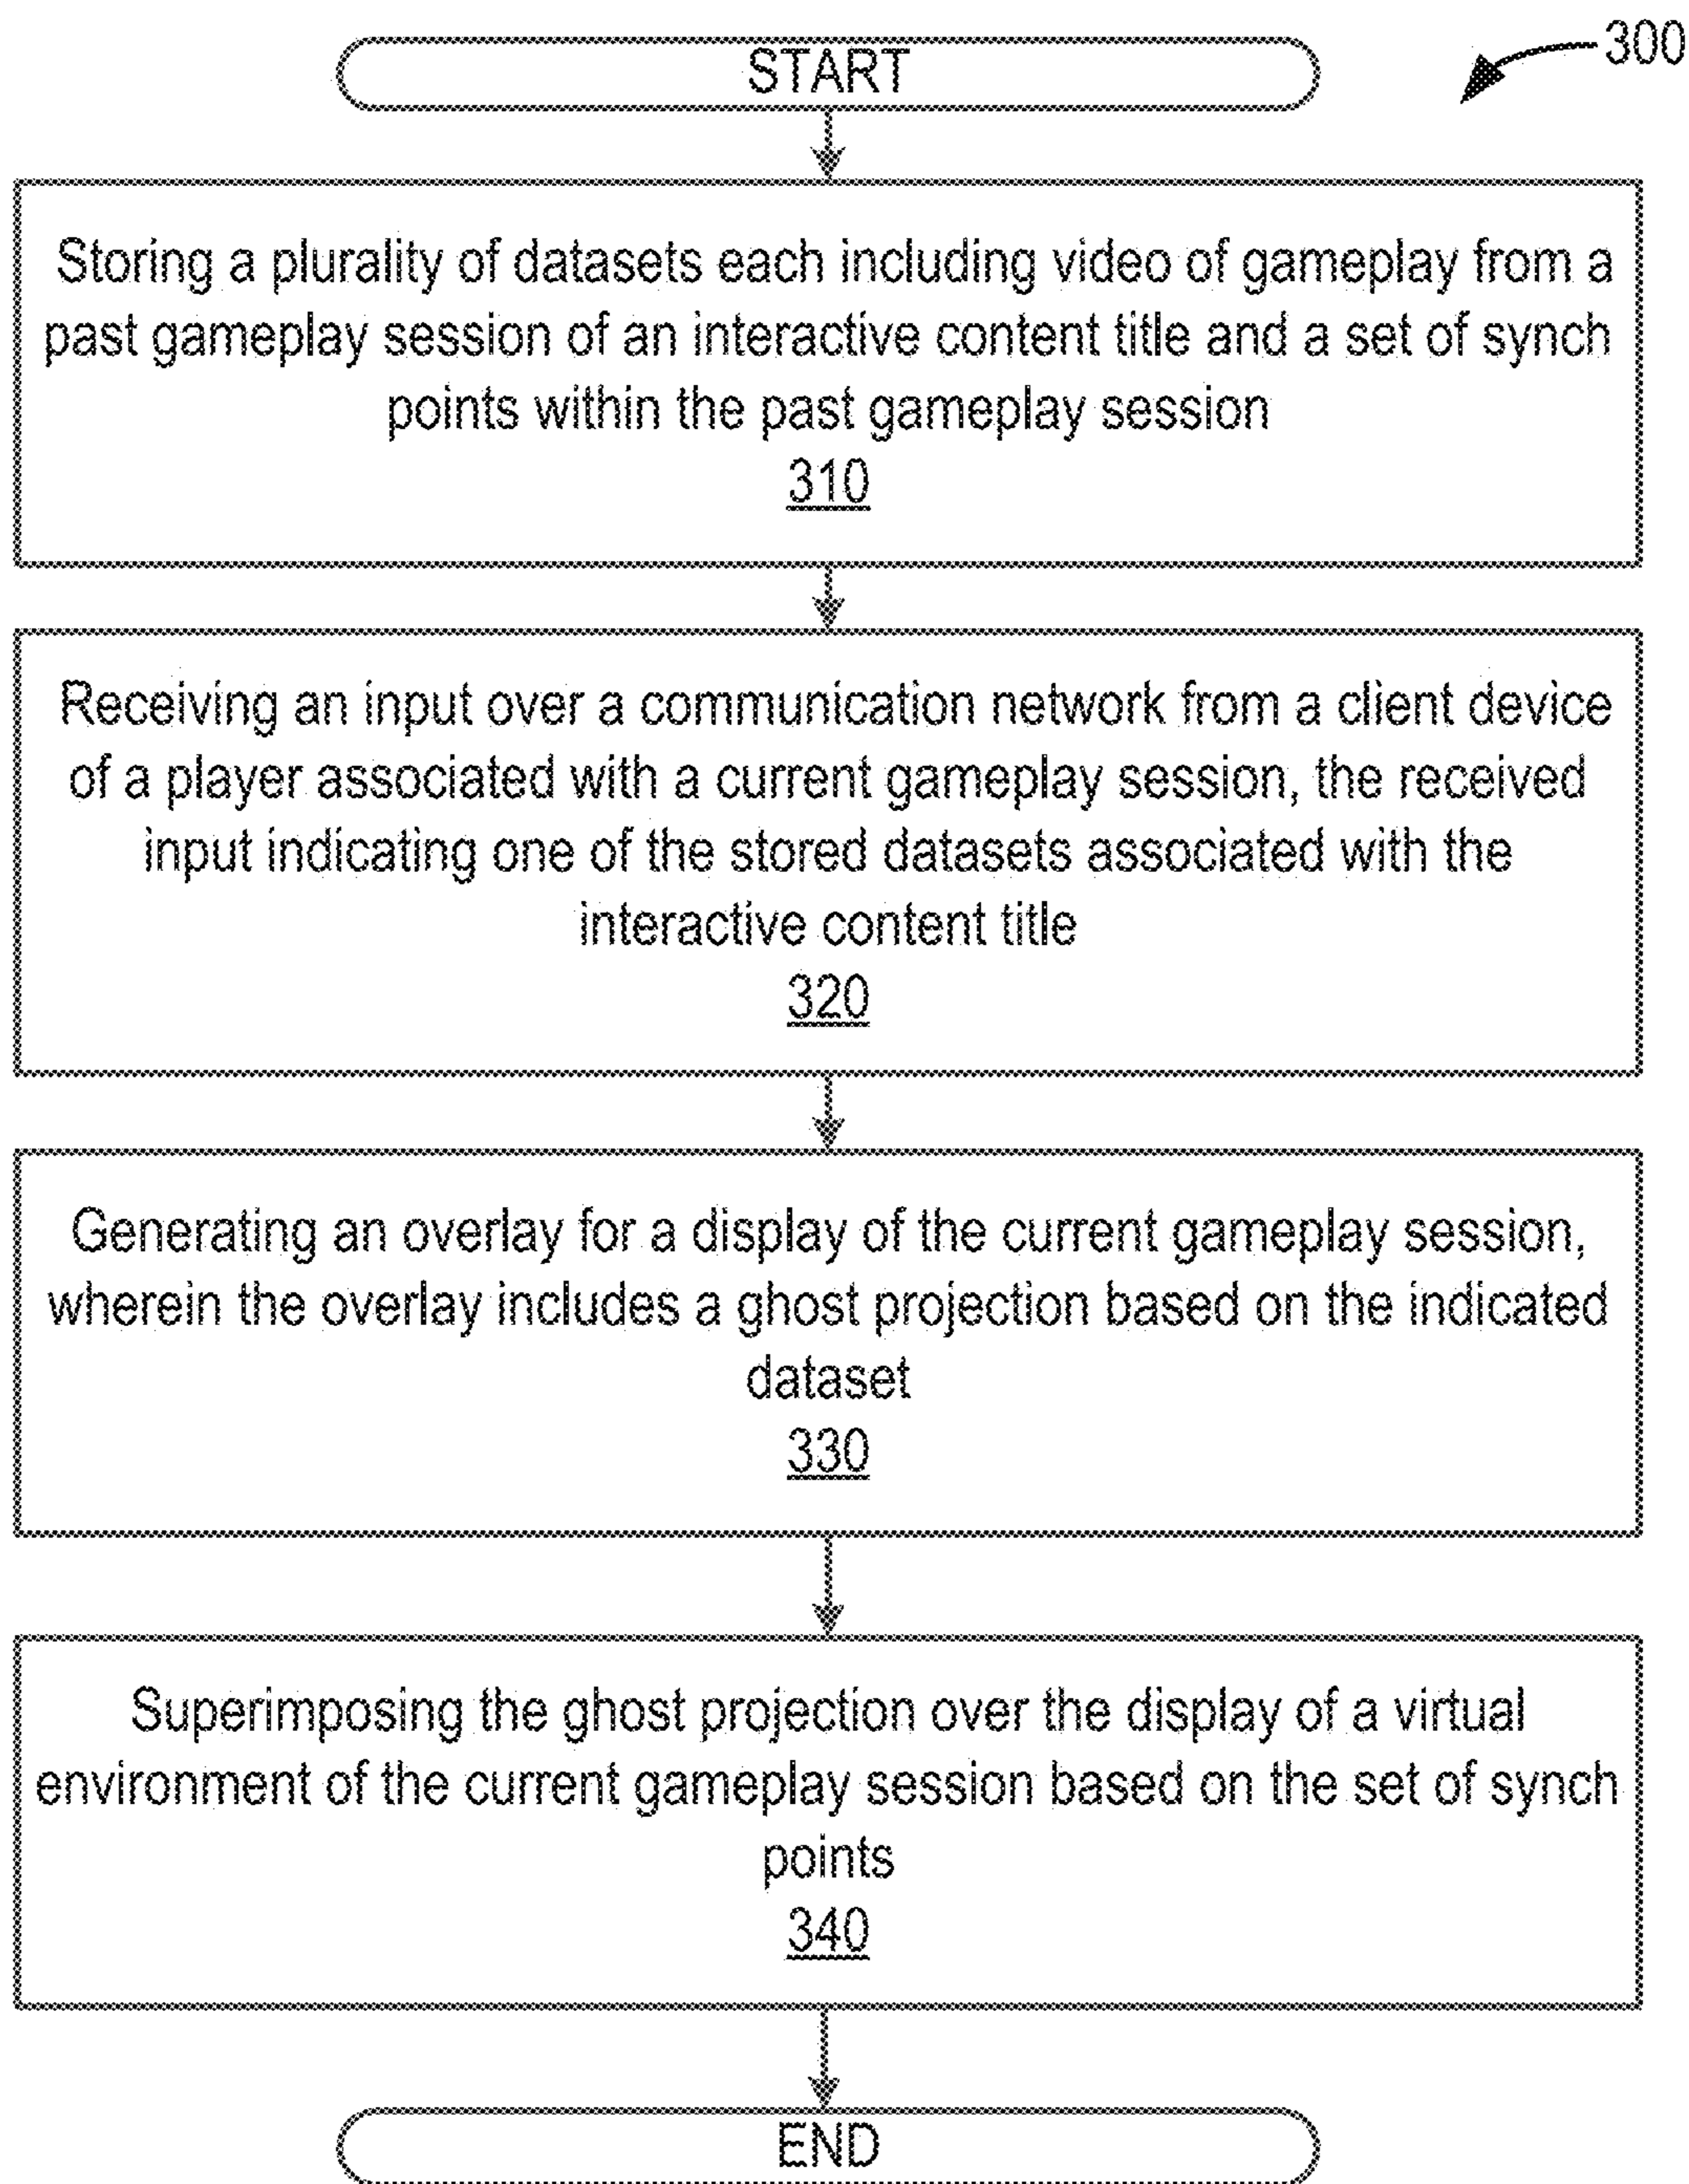 START
300
Storing a plurality of datasets each including video of gameplay from a
past gameplay session of an interactive content title and a set of synch
points within the past gameplay session
310
Receiving an input over a communication network from a client device
of a player associated with a current gameplay session, the received
input indicating one of the stored datasets associated with the
interactive content title
320
Generating an overlay for a display of the current gameplay session,
wherein the overlay includes a ghost projection based on the indicated
dataset
330
Superimposing the ghost projection over the display of a virtual
environment of the current gameplay session based on the set of synch
points
340
END